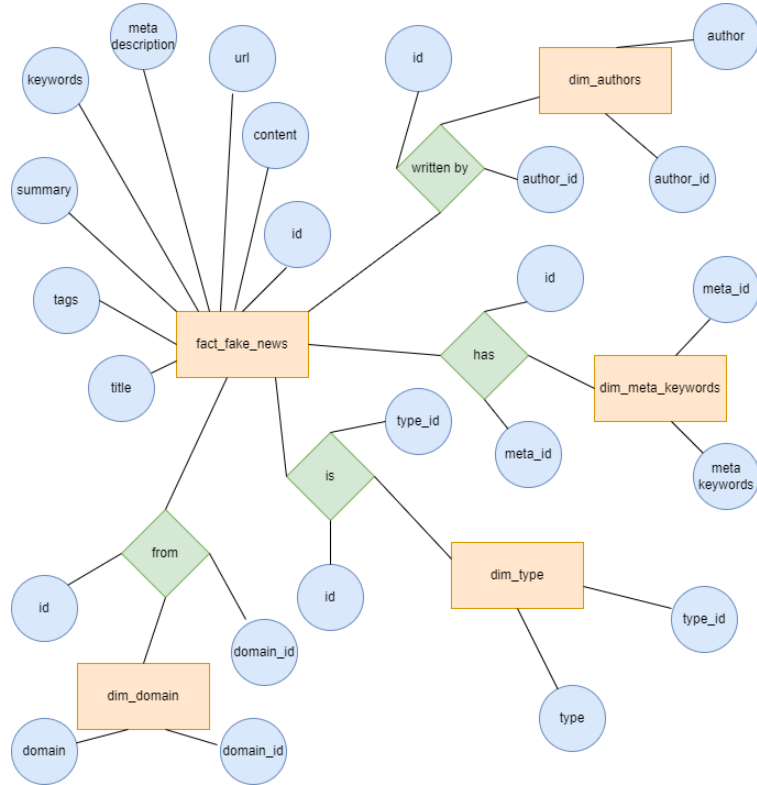 meta
description
url
keywords
content
summary
id
tags
title
fact_fake_news
id
author
dim_authors
written by
author_id
author_id
id
meta_id
has
dim_meta_keywords
meta_id
meta
keywords
type_id
is
id
dim_type
type_id
type
from
id
domain_id
dim_domain
domain
domain_id